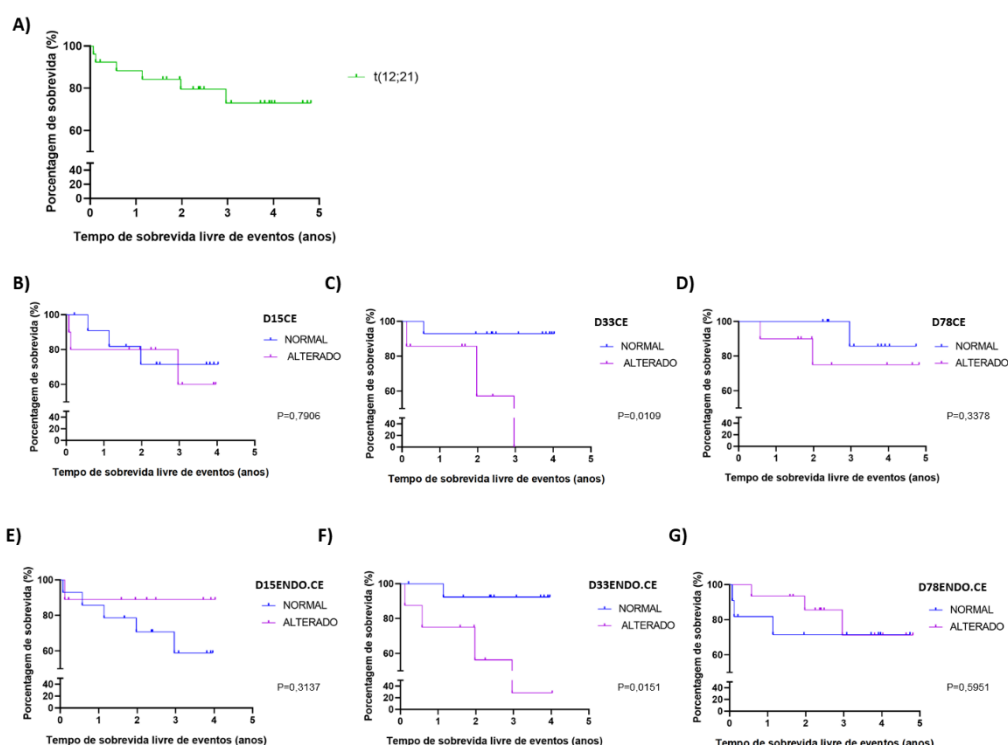 A)
Porcentagem de sobrevida (%)
100
80
60
40
20
0
0 1 2 3 4 5
Tempo de sobrevida livre de eventos (anos)
t(12;21)
B)
Porcentagem de sobrevida (%)
100
80
60
40
20
0
0 1 2 3 4 5
Tempo de sobrevida livre de eventos (anos)
D15CE
NORMAL
ALTERADO
P=0,7906
C)
Porcentagem de sobrevida (%)
100
80
60
40
20
0
0 1 2 3 4 5
Tempo de sobrevida livre de eventos (anos)
D33CE
NORMAL
ALTERADO
P=0,0109
D)
Porcentagem de sobrevida (%)
100
80
60
40
20
0
0 1 2 3 4 5
Tempo de sobrevida livre de eventos (anos)
D78CE
NORMAL
ALTERADO
P=0,3378
E)
Porcentagem de sobrevida (%)
100
80
60
40
20
0
0 1 2 3 4 5
Tempo de sobrevida livre de eventos (anos)
D15ENDO.CE
NORMAL
ALTERADO
P=0,3137
F)
Porcentagem de sobrevida (%)
100
80
60
40
20
0
0 1 2 3 4 5
Tempo de sobrevida livre de eventos (anos)
D33ENDO.CE
NORMAL
ALTERADO
P=0,0151
G)
Porcentagem de sobrevida (%)
100
80
60
40
20
0
0 1 2 3 4 5
Tempo de sobrevida livre de eventos (anos)
D78ENDO.CE
NORMAL
ALTERADO
P=0,5951